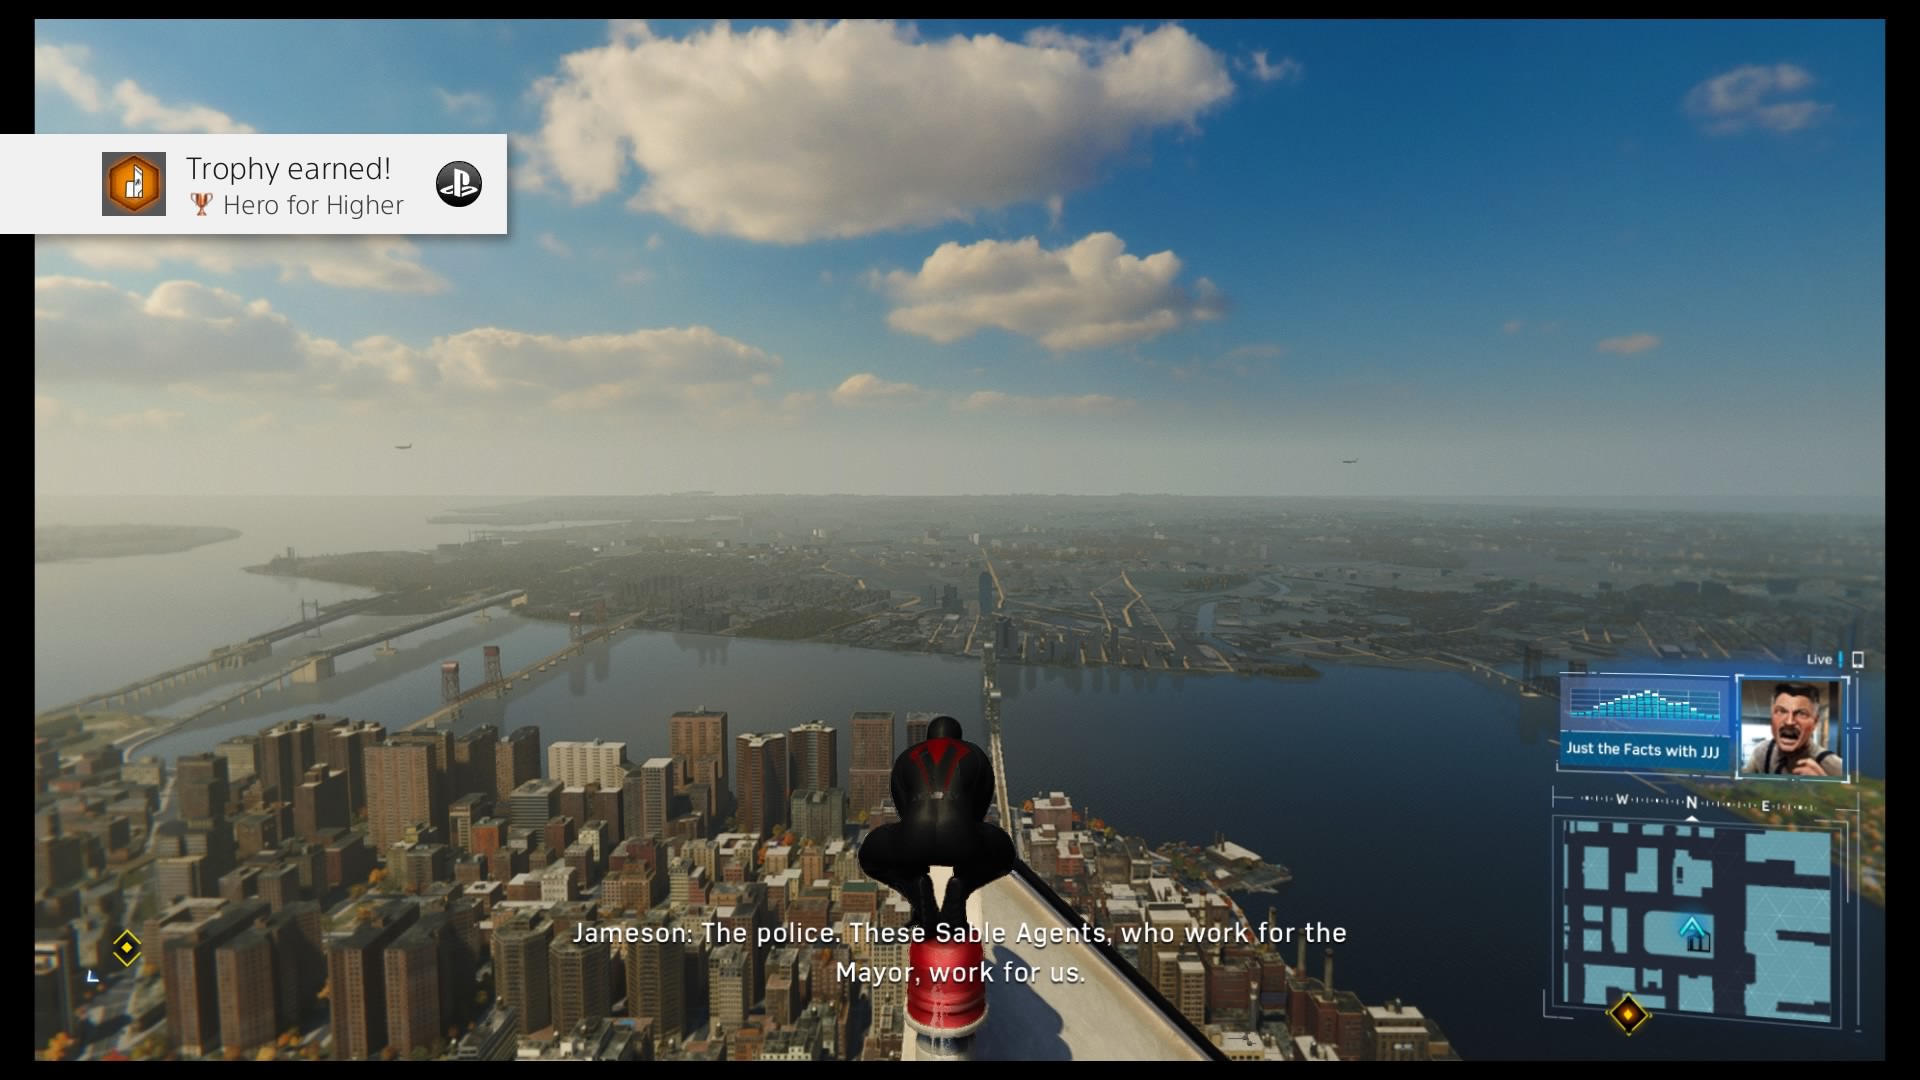 Trophy earned!
Hero for Higher
Live
Just the Facts with JJJ
W N E
Jameson: The police. These Sable Agents, who work for the
Mayor, work for us.